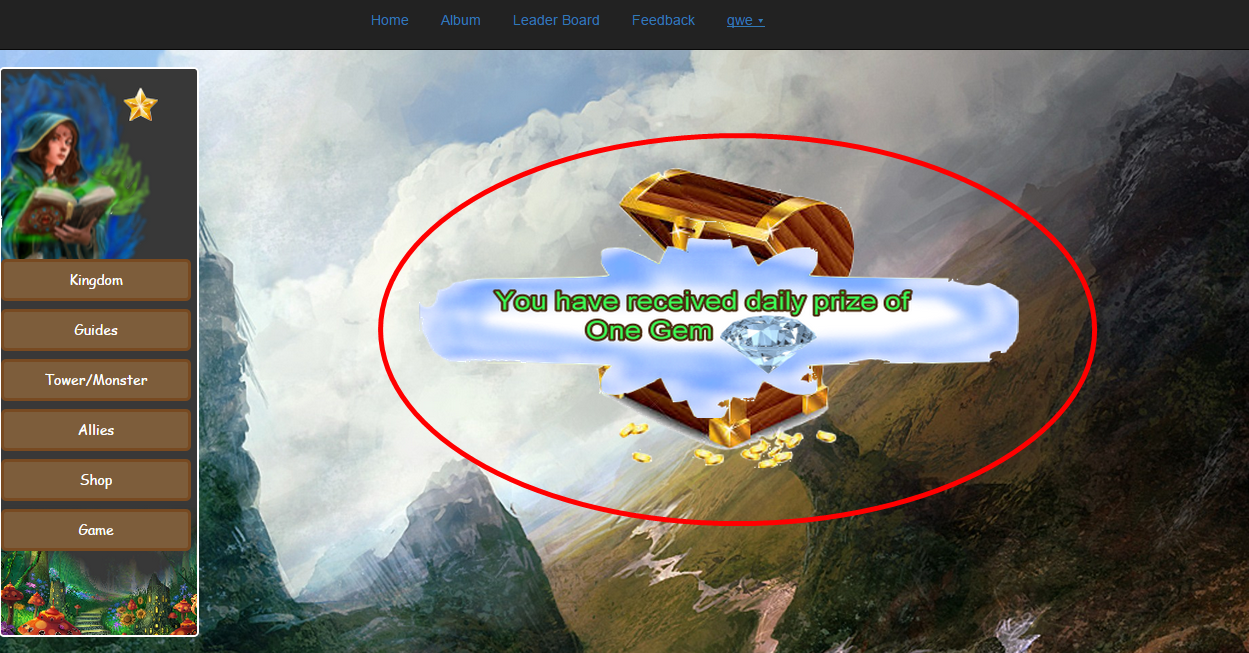 Home Album Leader Board Feedback qwe
Kingdom
Guides
Tower/Monster
Allies
Shop
Game
You have received daily prize of
One Gem